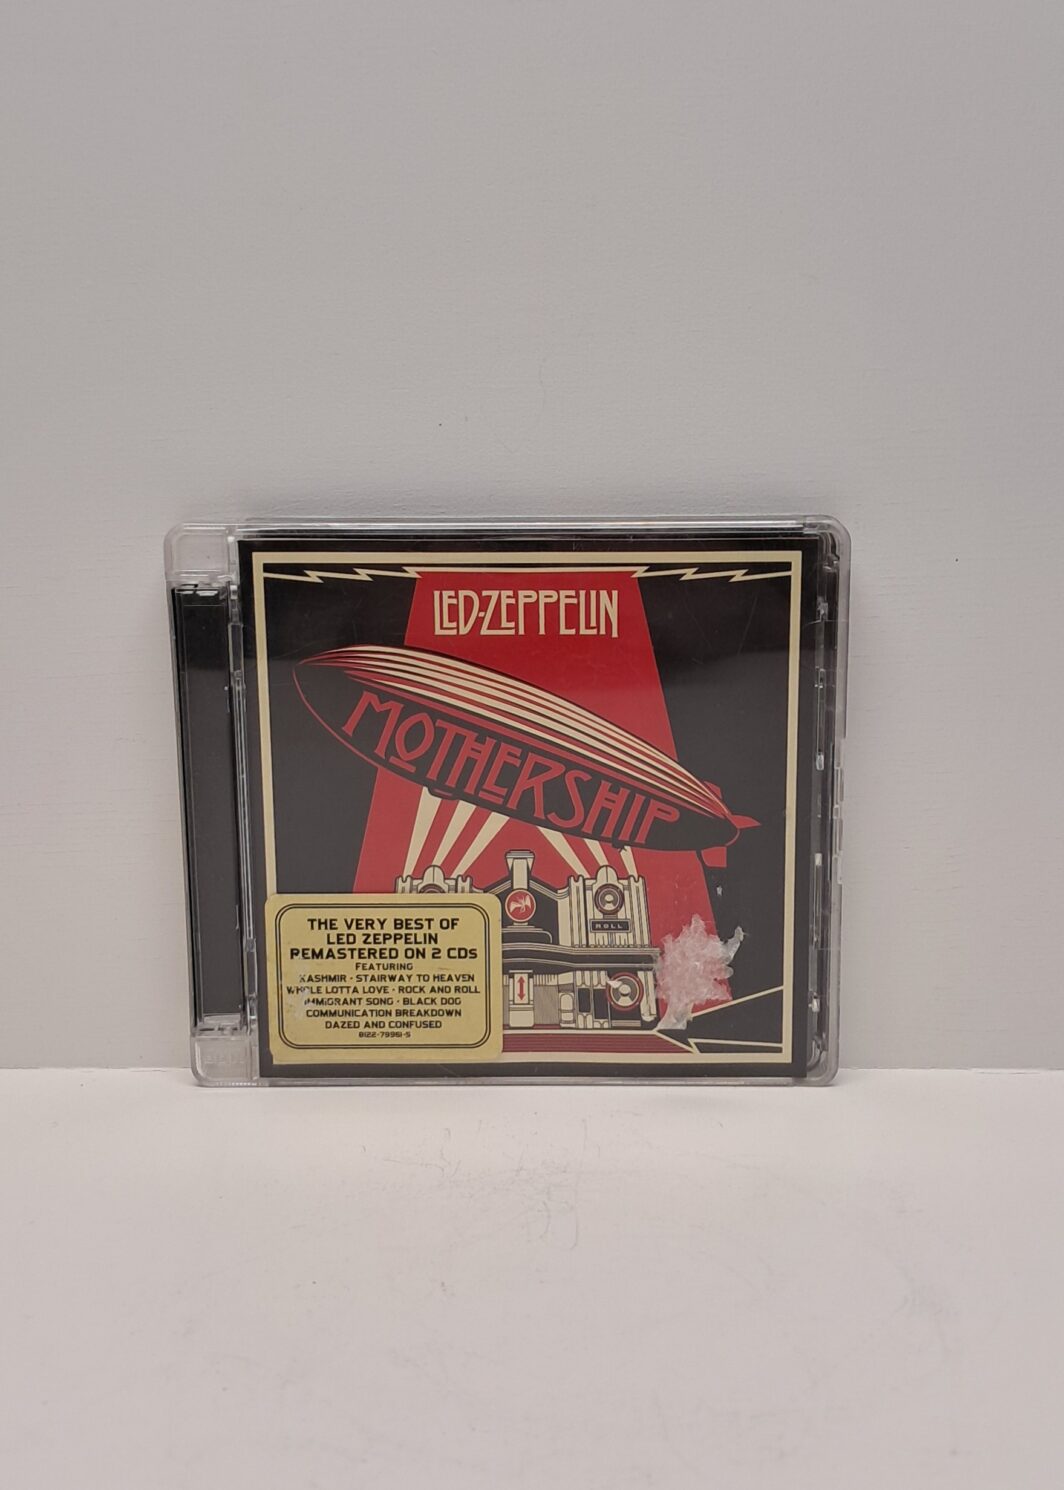 LED-ZEPPELIN
MOTHERSHIP
ROLL
THE VERY BEST OF
LED ZEPPELIN
REMASTERED ON 2 CDs
FEATURING
KASHMIR · STAIRWAY TO HEAVEN
WHOLE LOTTA LOVE · ROCK AND ROLL
IMMIGRANT SONG · BLACK DOG
COMMUNICATION BREAKDOWN
DAZED AND CONFUSED
8122-79961-5